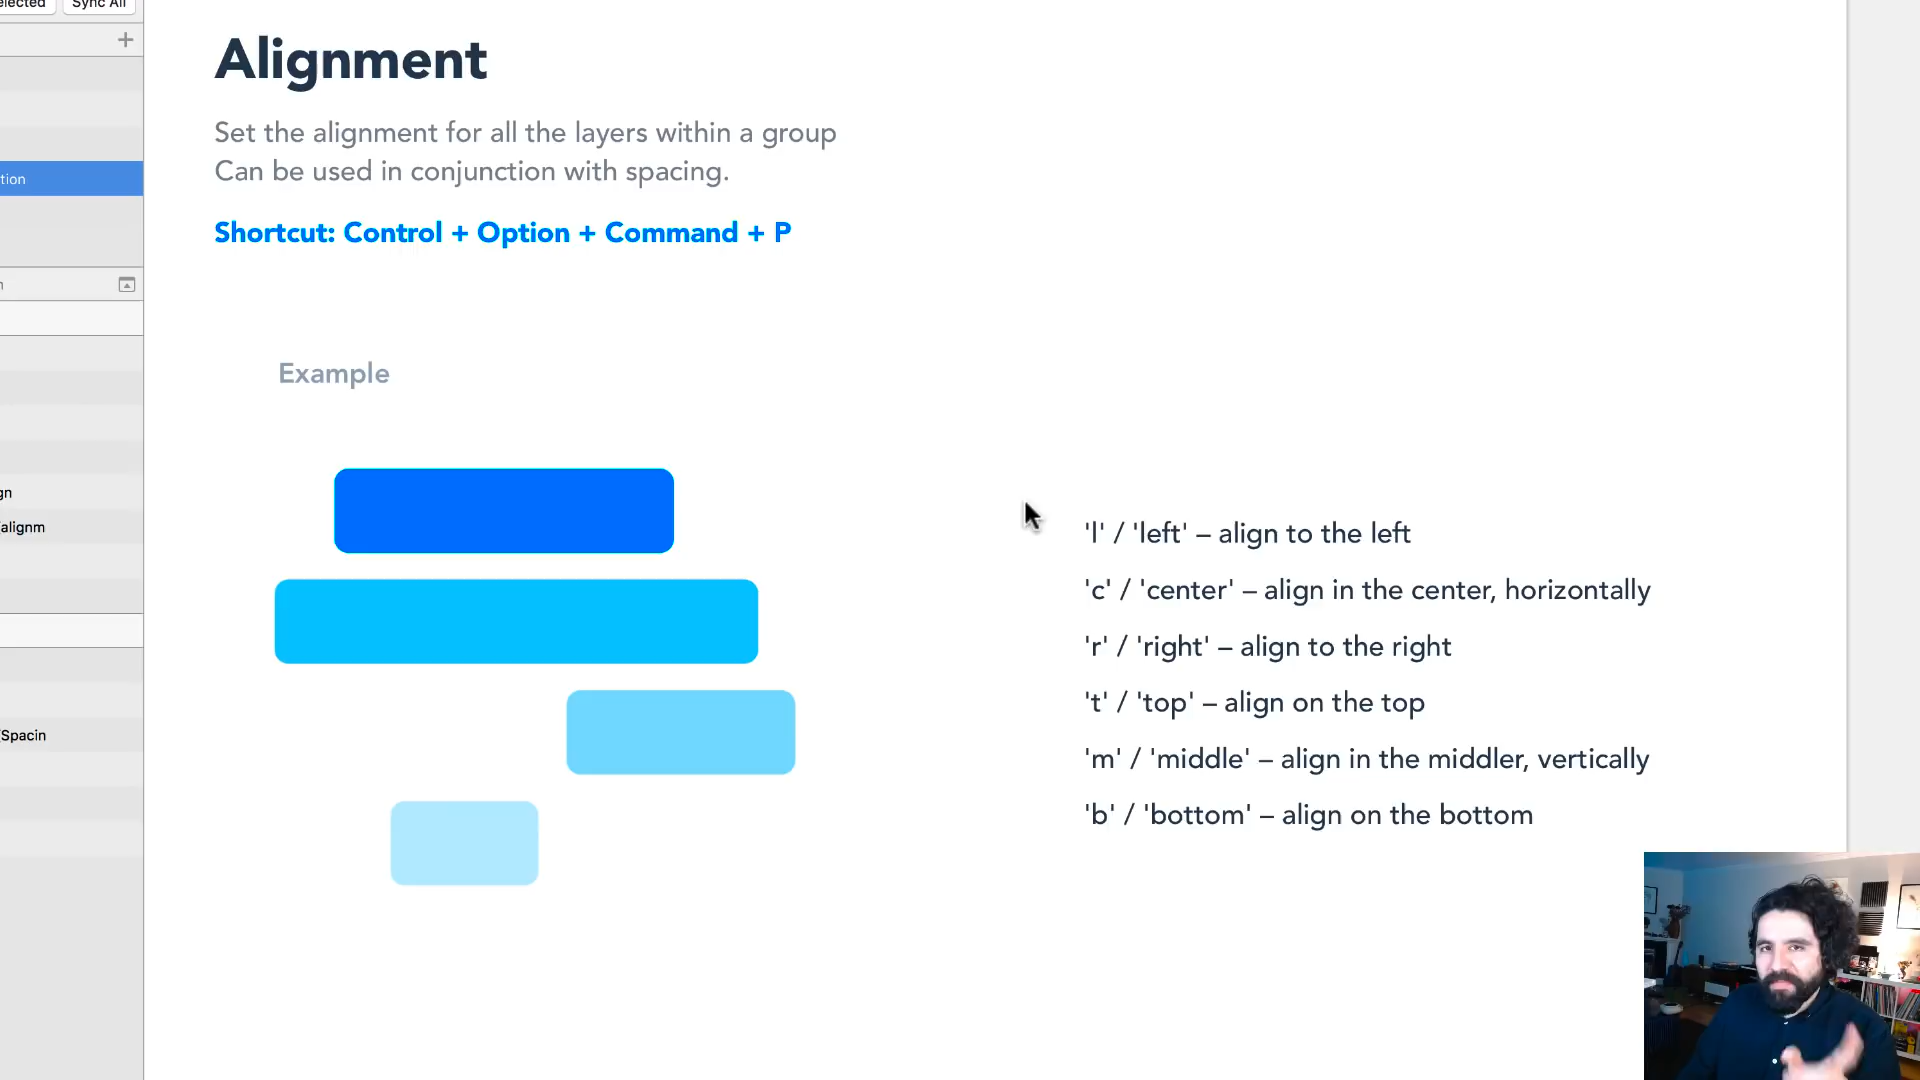 Sync All
Alignment
Set the alignment for all the layers within a group
Can be used in conjunction with spacing.
tion
Shortcut: Control + Option + Command + P
Example
gn
alignm
'l' / 'left' – align to the left
'c' / 'center' – align in the center, horizontally
'r' / 'right' – align to the right
't' / 'top' – align on the top
Spacin
'm' / 'middle' – align in the middler, vertically
'b' / 'bottom' – align on the bottom